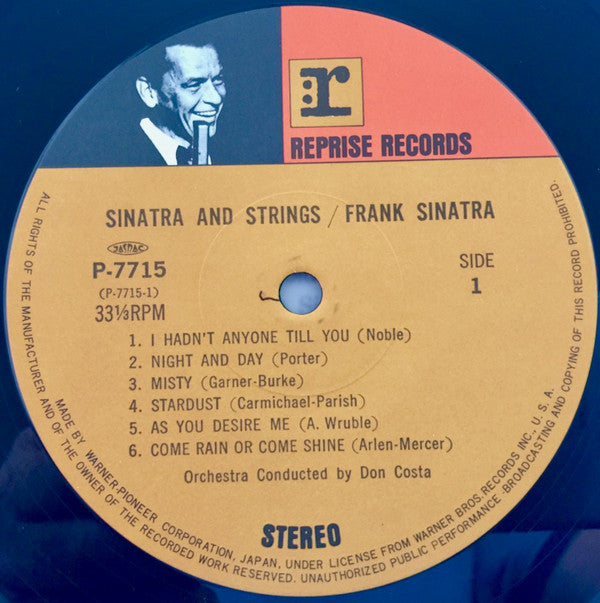 r
REPRISE RECORDS
SINATRA AND STRINGS / FRANK SINATRA
JASRAC
P-7715
(P-7715-1)
33⅓RPM
SIDE
1
1. I HADN'T ANYONE TILL YOU (Noble)
2. NIGHT AND DAY (Porter)
3. MISTY (Garner-Burke)
4. STARDUST (Carmichael-Parish)
5. AS YOU DESIRE ME (A. Wruble)
6. COME RAIN OR COME SHINE (Arlen-Mercer)
Orchestra Conducted by Don Costa
STEREO
ALL RIGHTS OF THE MANUFACTURER AND OF THE OWNER OF THE RECORDED WORK RESERVED. UNAUTHORIZED PUBLIC PERFORMANCE·BROADCASTING AND COPYING OF THIS RECORD PROHIBITED.
MADE BY WARNER-PIONEER CORPORATION, JAPAN, UNDER LICENSE FROM WARNER BROS. RECORDS INC., U. S. A.